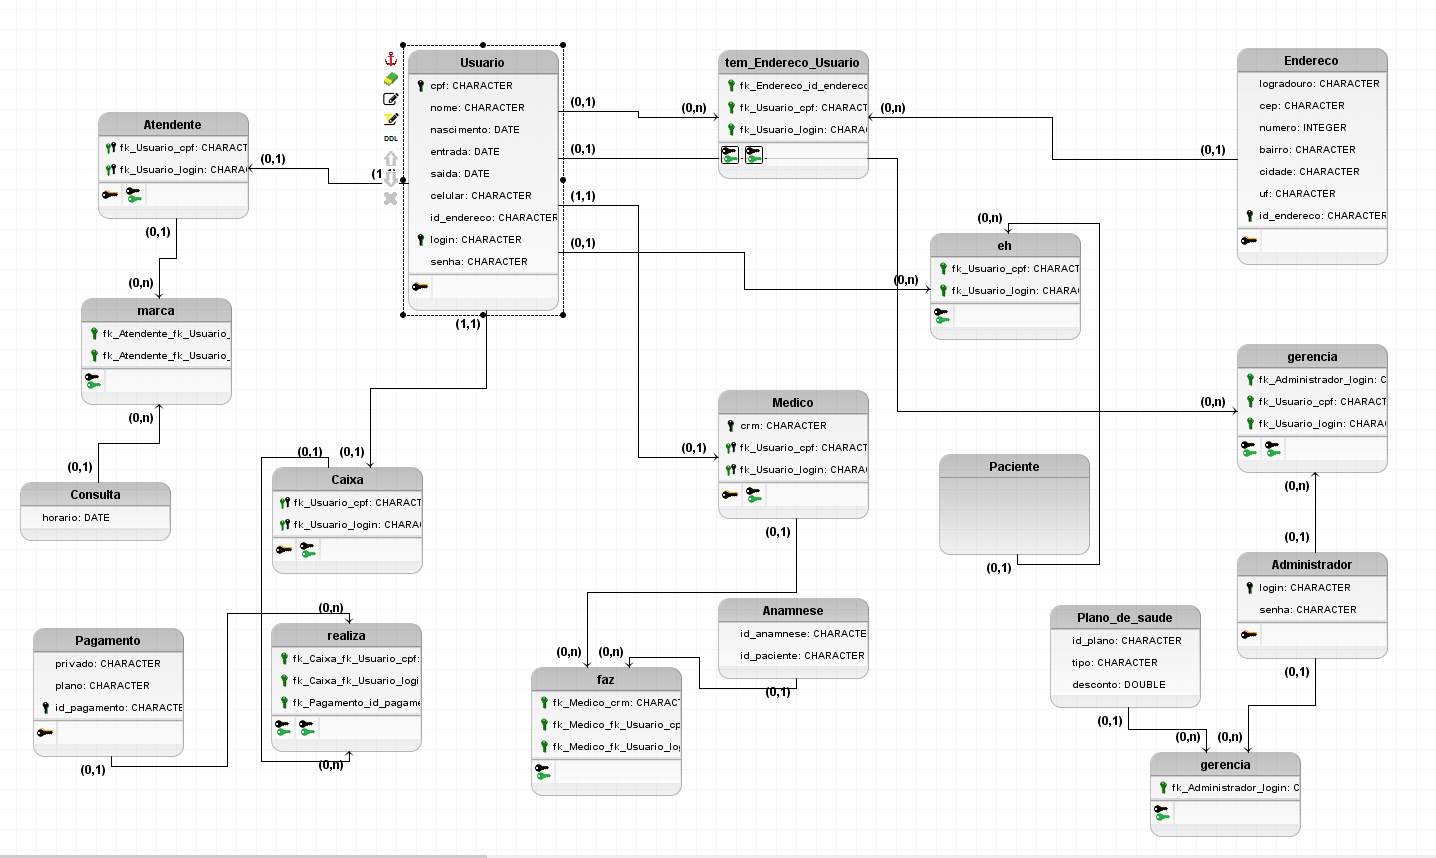 Usuario
cpf: CHARACTER
nome: CHARACTER
nascimento: DATE
entrada: DATE
saida: DATE
celular: CHARACTER
id_endereco: CHARACTER
login: CHARACTER
senha: CHARACTER
DDL
(0,1)
(0,1)
(1,1)
(0,1)
(1,1)
(0,n)
tem_Endereco_Usuario
fk_Endereco_id_enderec
fk_Usuario_cpf: CHARACT
fk_Usuario_login: CHARA
(0,n)
(0,1)
Endereco
logradouro: CHARACTER
cep: CHARACTER
numero: INTEGER
bairro: CHARACTER
cidade: CHARACTER
uf: CHARACTER
id_endereco: CHARACTER
Atendente
fk_Usuario_cpf: CHARACT
fk_Usuario_login: CHARA
(0,1)
(1
(0,1)
(0,n)
marca
fk_Atendente_fk_Usuario_
fk_Atendente_fk_Usuario_
(0,n)
(0,1)
Consulta
horario: DATE
(0,n)
eh
fk_Usuario_cpf: CHARACT
fk_Usuario_login: CHARA
(0,n)
gerencia
fk_Administrador_login: C
fk_Usuario_cpf: CHARACT
fk_Usuario_login: CHARA
(0,n)
(0,n)
(0,1)
Medico
crm: CHARACTER
fk_Usuario_cpf: CHARACT
fk_Usuario_login: CHARA
(0,1)
(0,1)
Paciente
(0,1)
(0,1)
(0,1)
Caixa
fk_Usuario_cpf: CHARACT
fk_Usuario_login: CHARA
Administrador
login: CHARACTER
senha: CHARACTER
(0,1)
Anamnese
id_anamnese: CHARACTE
id_paciente: CHARACTER
(0,1)
Plano_de_saude
id_plano: CHARACTER
tipo: CHARACTER
desconto: DOUBLE
(0,1)
(0,n)
(0,n)
Pagamento
privado: CHARACTER
plano: CHARACTER
id_pagamento: CHARACTE
(0,1)
(0,n)
realiza
fk_Caixa_fk_Usuario_cpf:
fk_Caixa_fk_Usuario_logi
fk_Pagamento_id_pagame
(0,n)
(0,n)
(0,n)
faz
fk_Medico_crm: CHARACT
fk_Medico_fk_Usuario_cp
fk_Medico_fk_Usuario_log
gerencia
fk_Administrador_login: C